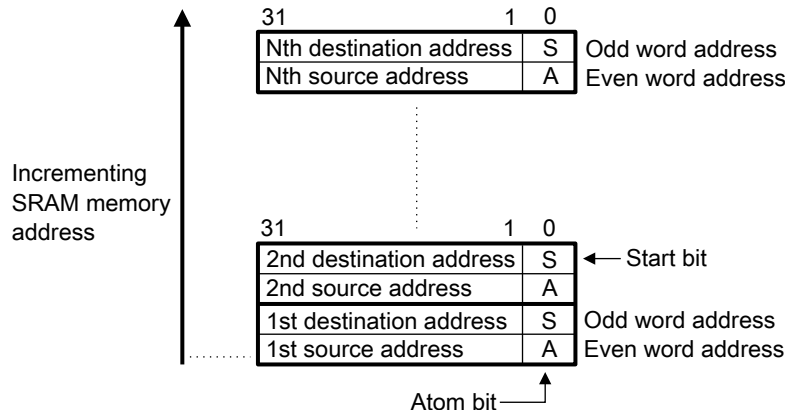 31 1 0
Nth destination address S Odd word address
Nth source address A Even word address
Incrementing
SRAM memory
address
31 1 0
2nd destination address S Start bit
2nd source address A
1st destination address S Odd word address
1st source address A Even word address
Atom bit